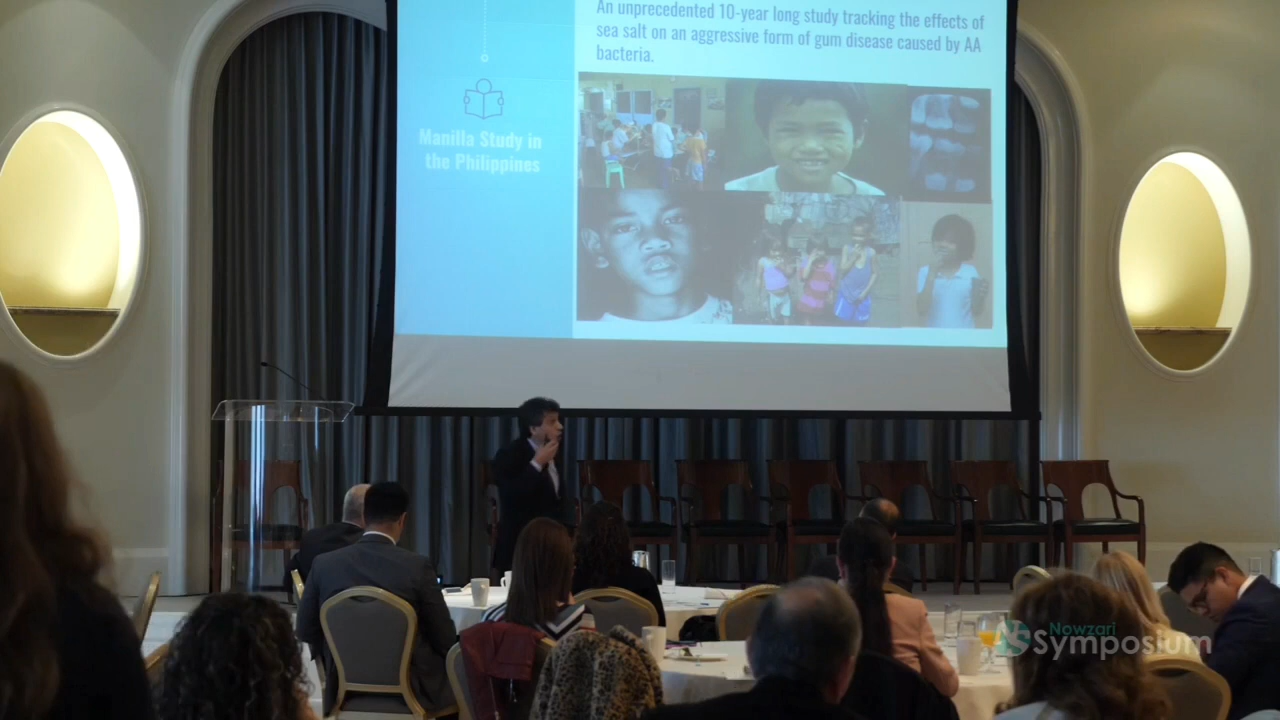 An unprecedented 10-year long study tracking the effects of
sea salt on an aggressive form of gum disease caused by AA
bacteria.
Manilla Study in
the Philippines
Nowzari
Symposium